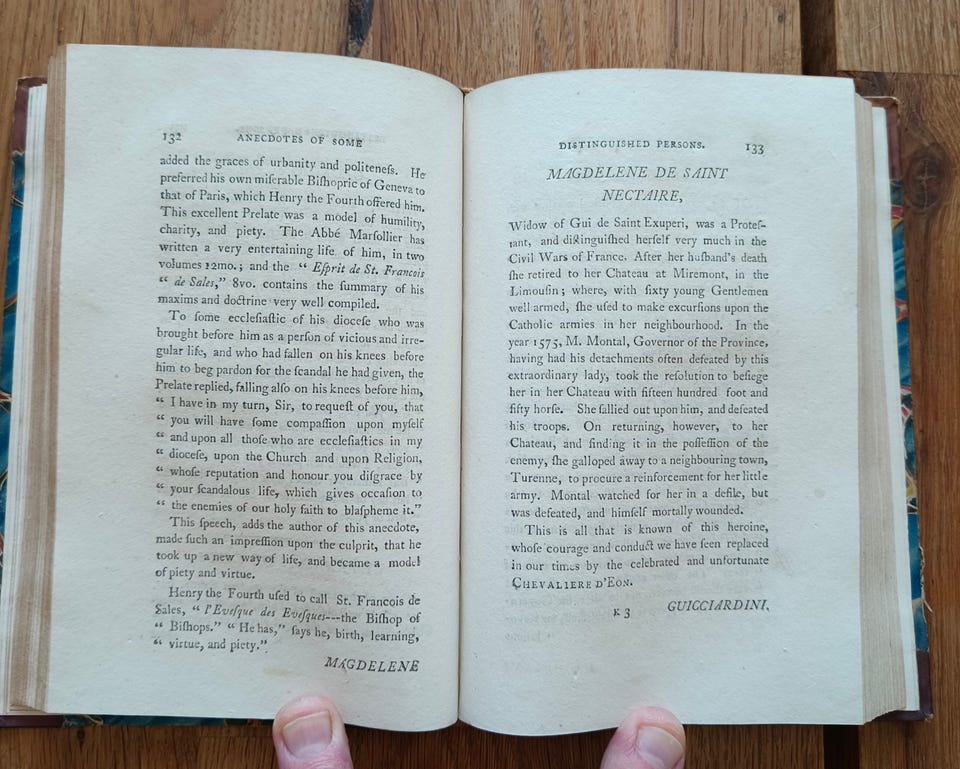 132 ANECDOTES OF SOME
added the graces of urbanity and politeneſs. He
preferred his own miſerable Biſhopric of Geneva to
that of Paris, which Henry the Fourth offered him.
This excellent Prelate was a model of humility,
charity, and piety. The Abbé Marſollier has
written a very entertaining life of him, in two
volumes 12mo.; and the “ Eſprit de St. Francois
“ de Sales,” 8vo. contains the ſummary of his
maxims and doctrine very well compiled.
To ſome eccleſiaſtic of his dioceſe who was
brought before him as a perſon of vicious and irre-
gular life, and who had fallen on his knees before
him to beg pardon for the ſcandal he had given, the
Prelate replied, falling alſo on his knees before him,
“ I have in my turn, Sir, to requeſt of you, that
“ you will have ſome compaſſion upon myſelf
“ and upon all thoſe who are eccleſiaſtics in my
“ dioceſe, upon the Church and upon Religion,
“ whoſe reputation and honour you diſgrace by
“ your ſcandalous life, which gives occaſion to
“ the enemies of our holy faith to blaſpheme it.”
This ſpeech, adds the author of this anecdote,
made ſuch an impreſſion upon the culprit, that he
took up a new way of life, and became a model
of piety and virtue.
Henry the Fourth uſed to call St. François de
Sales, “ l'Eveſque des Eveſques---the Biſhop of
“ Biſhops.” “ He has,” ſays he, birth, learning,
“ virtue, and piety.”
MAGDELENE
DISTINGUISHED PERSONS. 133
MAGDELENE DE SAINT
NECTAIRE,
Widow of Gui de Saint Exuperi, was a Proteſ-
tant, and diſtinguiſhed herſelf very much in the
Civil Wars of France. After her huſband's death
ſhe retired to her Chateau at Miremont, in the
Limouſin; where, with ſixty young Gentlemen
well armed, ſhe uſed to make excurſions upon the
Catholic armies in her neighbourhood. In the
year 1575, M. Montal, Governor of the Province,
having had his detachments often defeated by this
extraordinary lady, took the reſolution to beſiege
her in her Chateau with fifteen hundred foot and
fifty horſe. She ſallied out upon him, and defeated
his troops. On returning, however, to her
Chateau, and finding it in the poſſeſſion of the
enemy, ſhe galloped away to a neighbouring town,
Turenne, to procure a reinforcement for her little
army. Montal watched for her in a defile, but
was defeated, and himſelf mortally wounded.
This is all that is known of this heroine,
whoſe courage and conduct we have ſeen replaced
in our times by the celebrated and unfortunate
CHEVALIERE D'EON.
K 3 GUICCIARDINI.